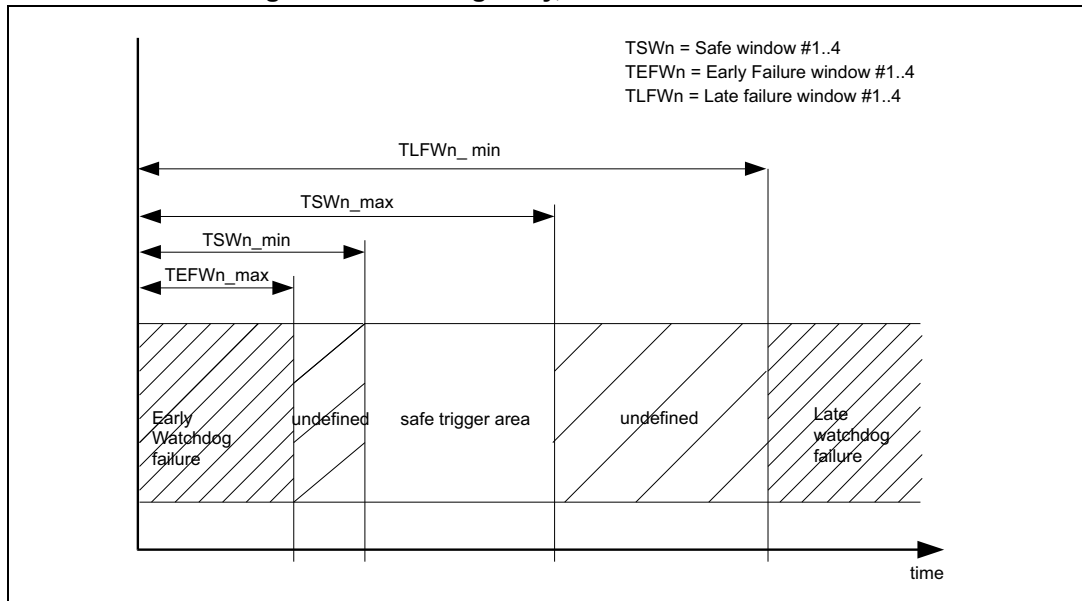 TSWn = Safe window #1..4
TEFWn = Early Failure window #1..4
TLFWn = Late failure window #1..4
TLFWn_ min
TSWn_max
TSWn_min
TEFWn_max
Early
Watchdog
failure
undefined
safe trigger area
undefined
Late
watchdog
failure
time